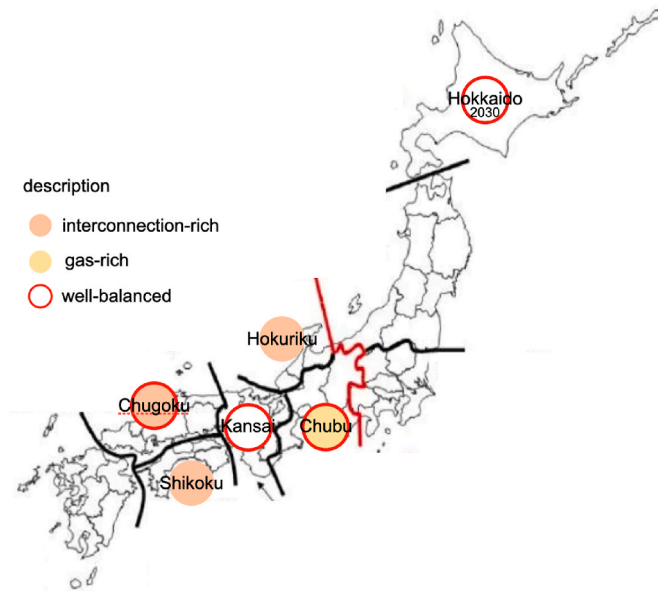 Hokkaido
2030
description
interconnection-rich
gas-rich
well-balanced
Hokuriku
Chugoku
Kansai
Chubu
Shikoku